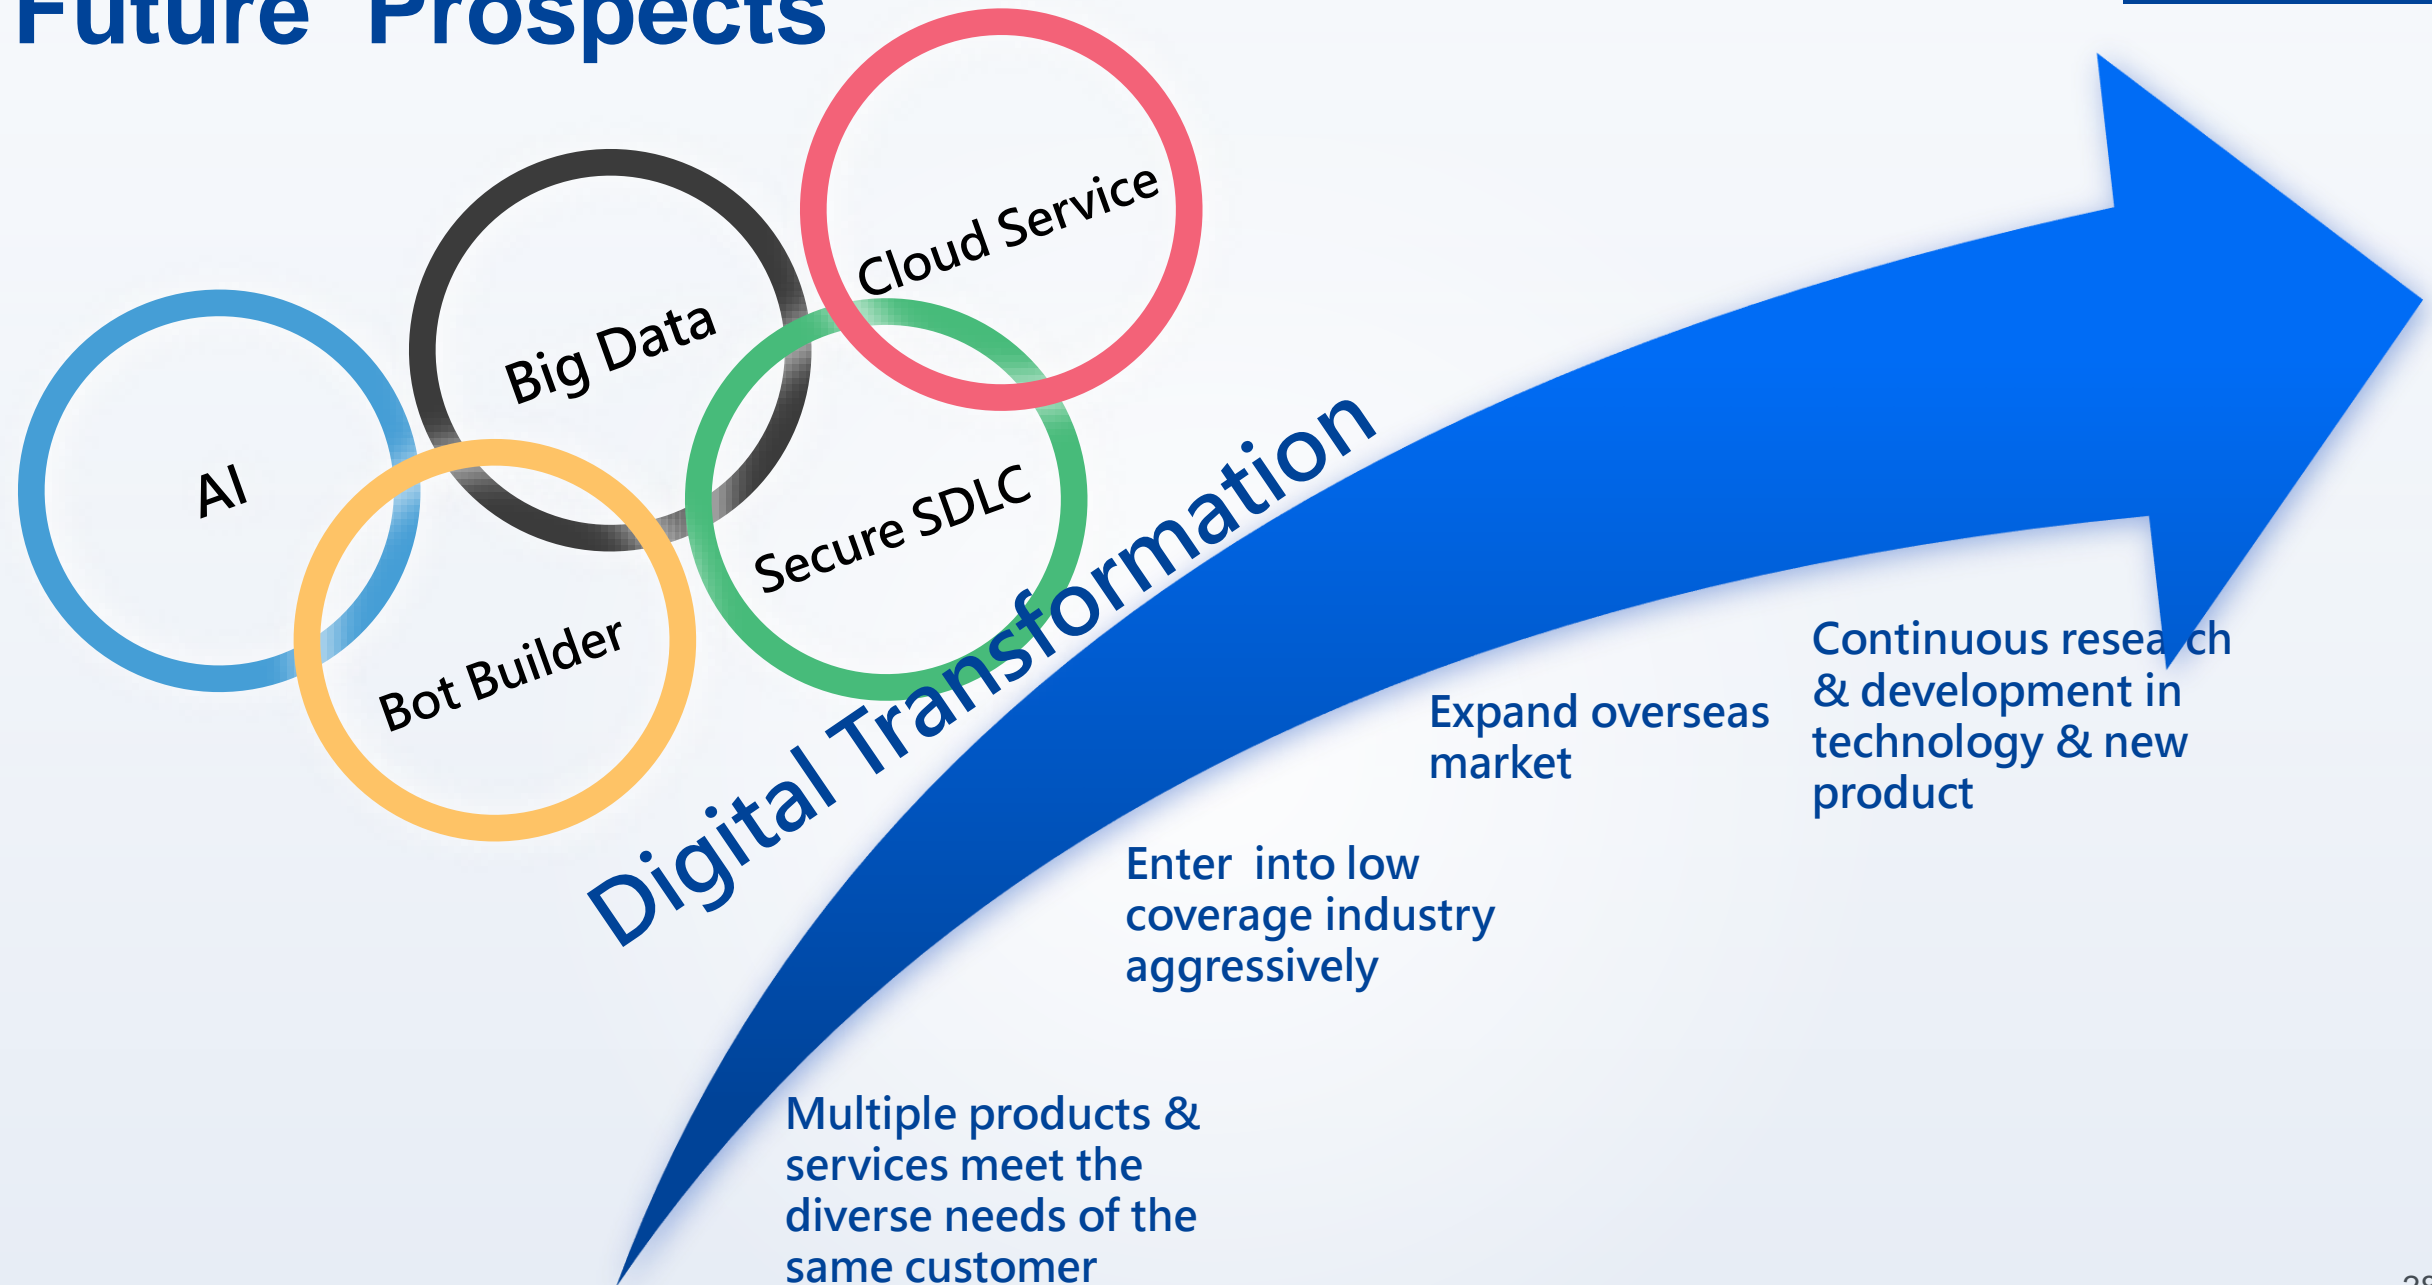 Future Prospects
Cloud Service
Big Data
AI
Secure SDLC
Bot Builder
Digital Transformation
Continuous research
& development in
technology & new
product
Expand overseas
market
Enter into low
coverage industry
aggressively
Multiple products &
services meet the
diverse needs of the
same customer